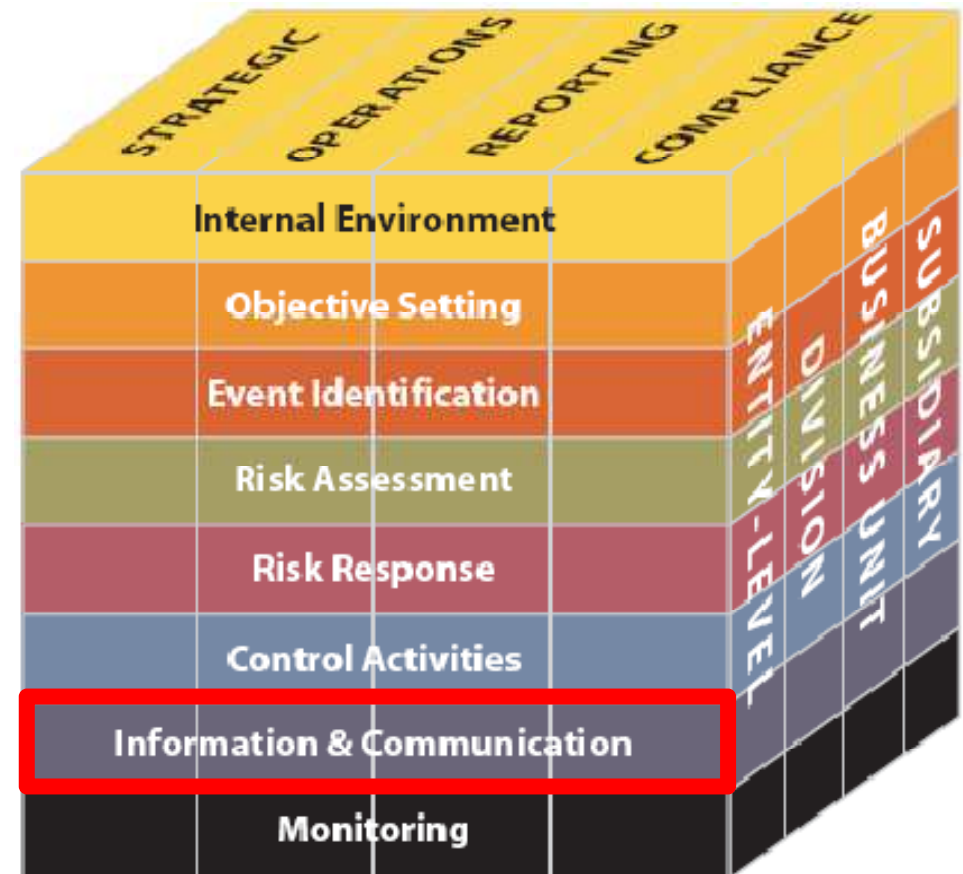 STRATEGIC
OPERATIONS
REPORTING
COMPLIANCE
Internal Environment
Objective Setting
Event Identification
Risk Assessment
Risk Response
Control Activities
Information & Communication
Monitoring
ENTITY-LEVEL
DIVISION
BUSINESS UNIT
SUBSIDIARY